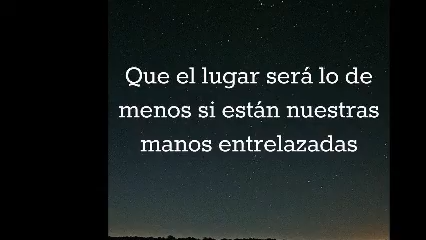 Que el lugar será lo de
menos si están nuestras
manos entrelazadas